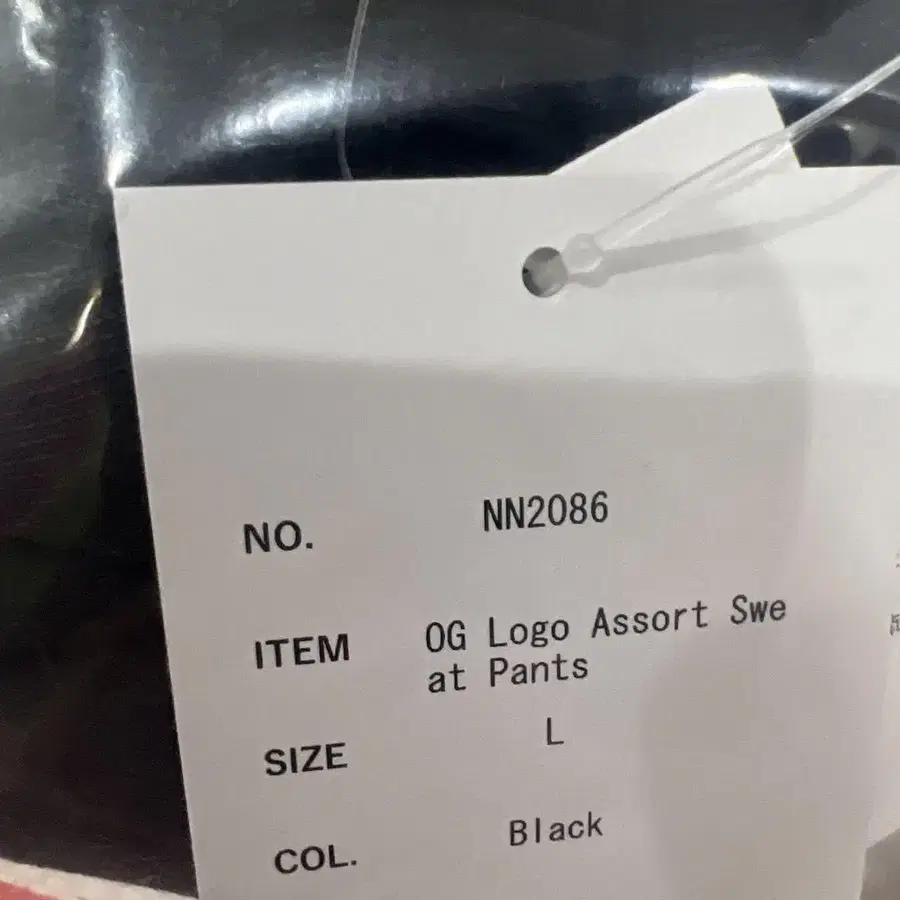 NO. NN2086
ITEM OG Logo Assort Swe
at Pants
SIZE L
COL. Black